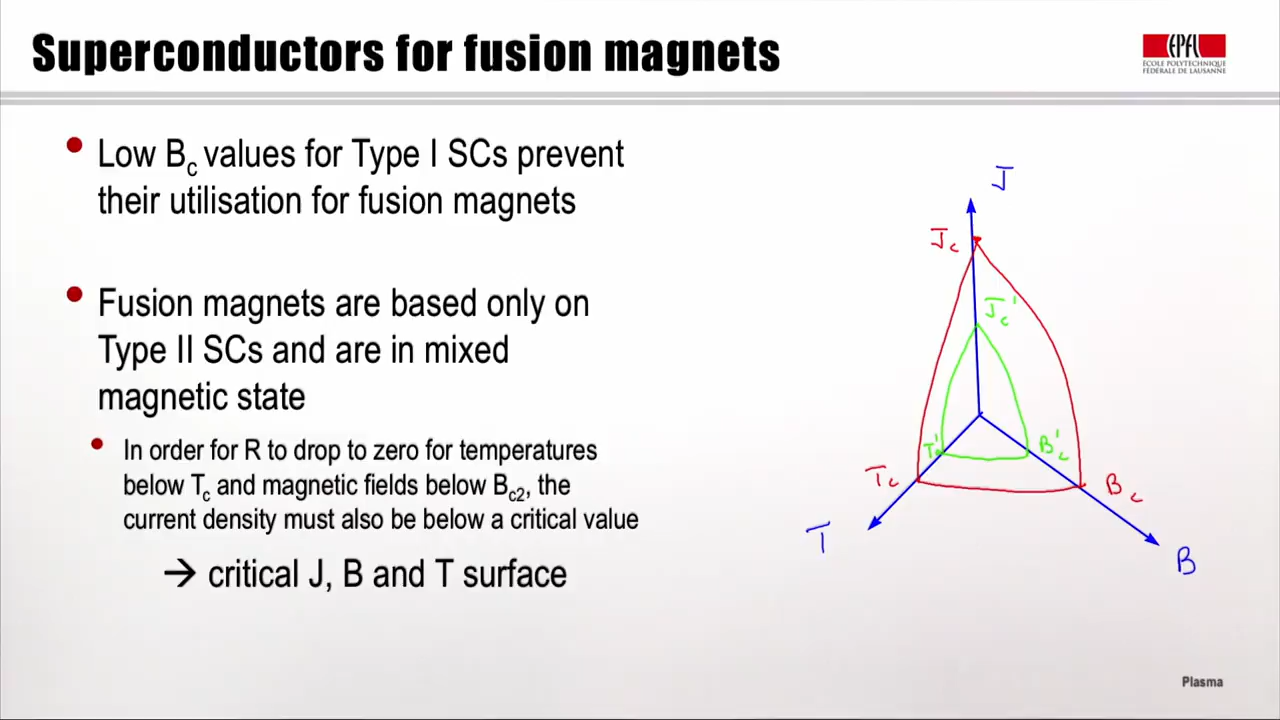 Superconductors for fusion magnets
EPFL
ÉCOLE POLYTECHNIQUE
FÉDÉRALE DE LAUSANNE
• Low Bc values for Type I SCs prevent
their utilisation for fusion magnets
• Fusion magnets are based only on
Type II SCs and are in mixed
magnetic state
• In order for R to drop to zero for temperatures
below Tc and magnetic fields below Bc2, the
current density must also be below a critical value
→ critical J, B and T surface
J
Jc
Jc'
T'
Bc'
Tc
Bc
T
B
Plasma